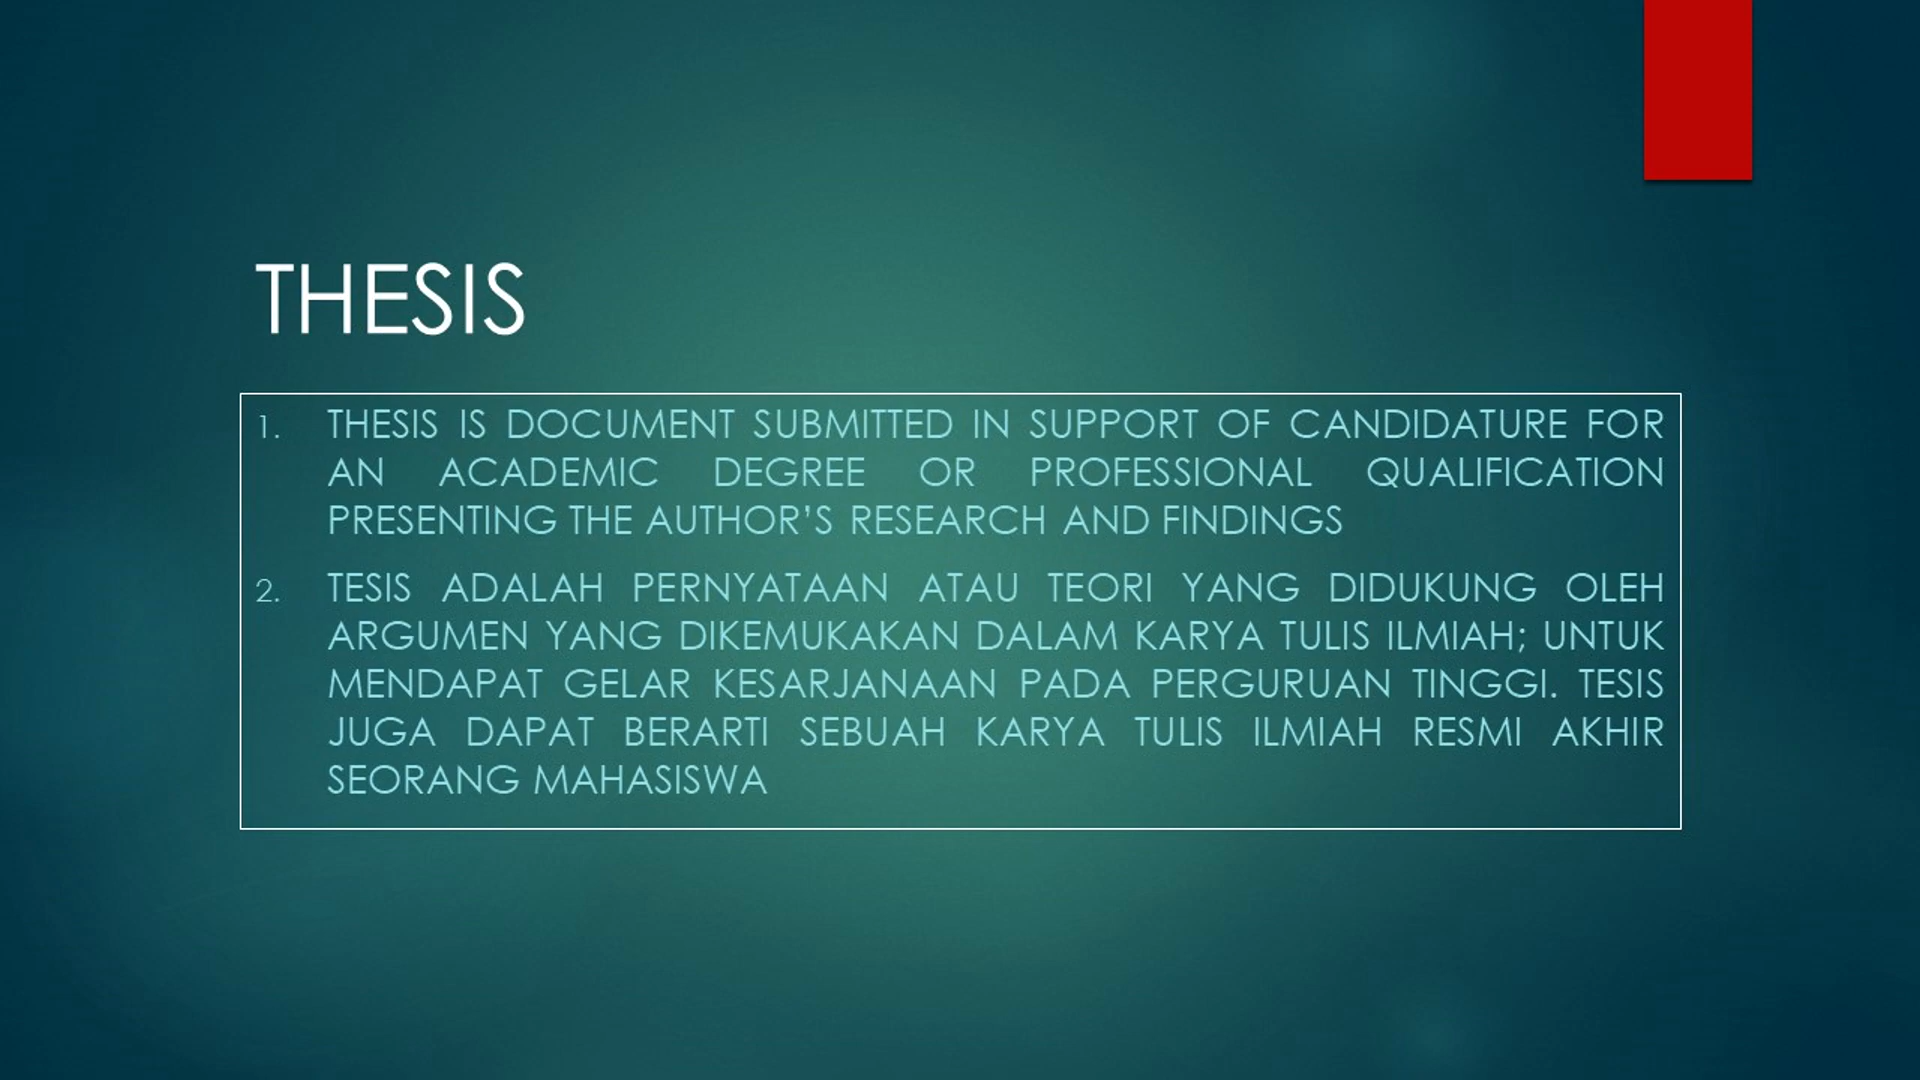 THESIS
1. THESIS IS DOCUMENT SUBMITTED IN SUPPORT OF CANDIDATURE FOR
AN ACADEMIC DEGREE OR PROFESSIONAL QUALIFICATION
PRESENTING THE AUTHOR’S RESEARCH AND FINDINGS
2. TESIS ADALAH PERNYATAAN ATAU TEORI YANG DIDUKUNG OLEH
ARGUMEN YANG DIKEMUKAKAN DALAM KARYA TULIS ILMIAH; UNTUK
MENDAPAT GELAR KESARJANAAN PADA PERGURUAN TINGGI. TESIS
JUGA DAPAT BERARTI SEBUAH KARYA TULIS ILMIAH RESMI AKHIR
SEORANG MAHASISWA